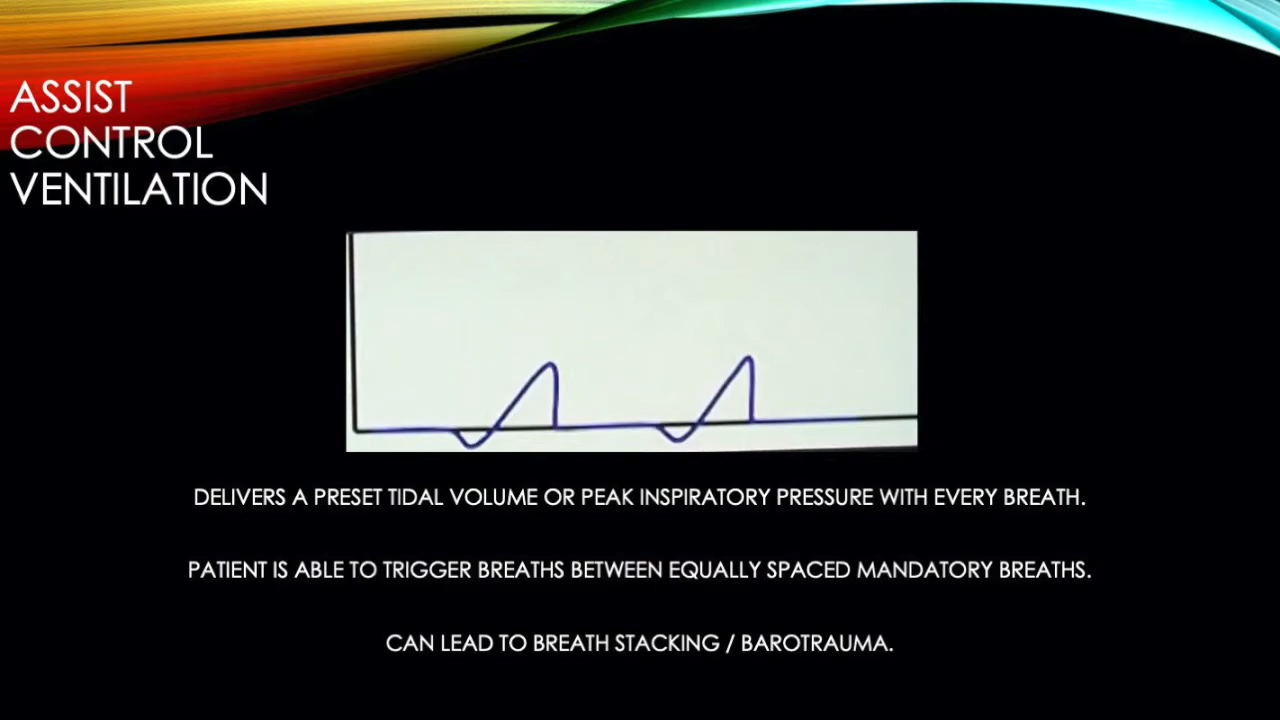 ASSIST
CONTROL
VENTILATION
DELIVERS A PRESET TIDAL VOLUME OR PEAK INSPIRATORY PRESSURE WITH EVERY BREATH.
PATIENT IS ABLE TO TRIGGER BREATHS BETWEEN EQUALLY SPACED MANDATORY BREATHS.
CAN LEAD TO BREATH STACKING / BAROTRAUMA.